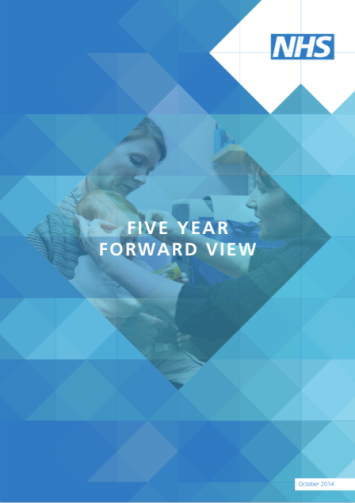 NHS
FIVE YEAR
FORWARD VIEW
October 2014